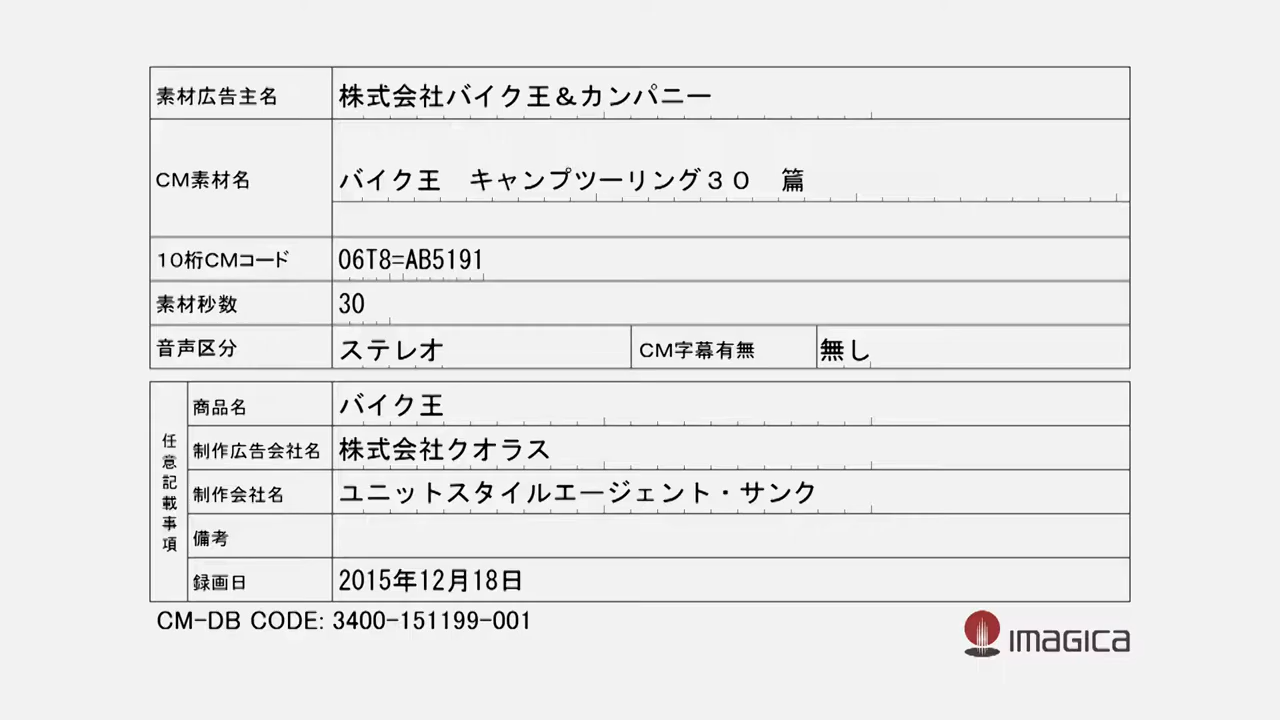 素材広告主名 株式会社バイク王＆カンパニー
CM素材名 バイク王　キャンプツーリング３０　篇
10桁CMコード 06T8=AB5191
素材秒数 30
音声区分 ステレオ CM字幕有無 無し
任意記載事項
商品名 バイク王
制作広告会社名 株式会社クオラス
制作会社名 ユニットスタイルエージェント・サンク
備考
録画日 2015年12月18日
CM-DB CODE: 3400-151199-001
IMAGICA